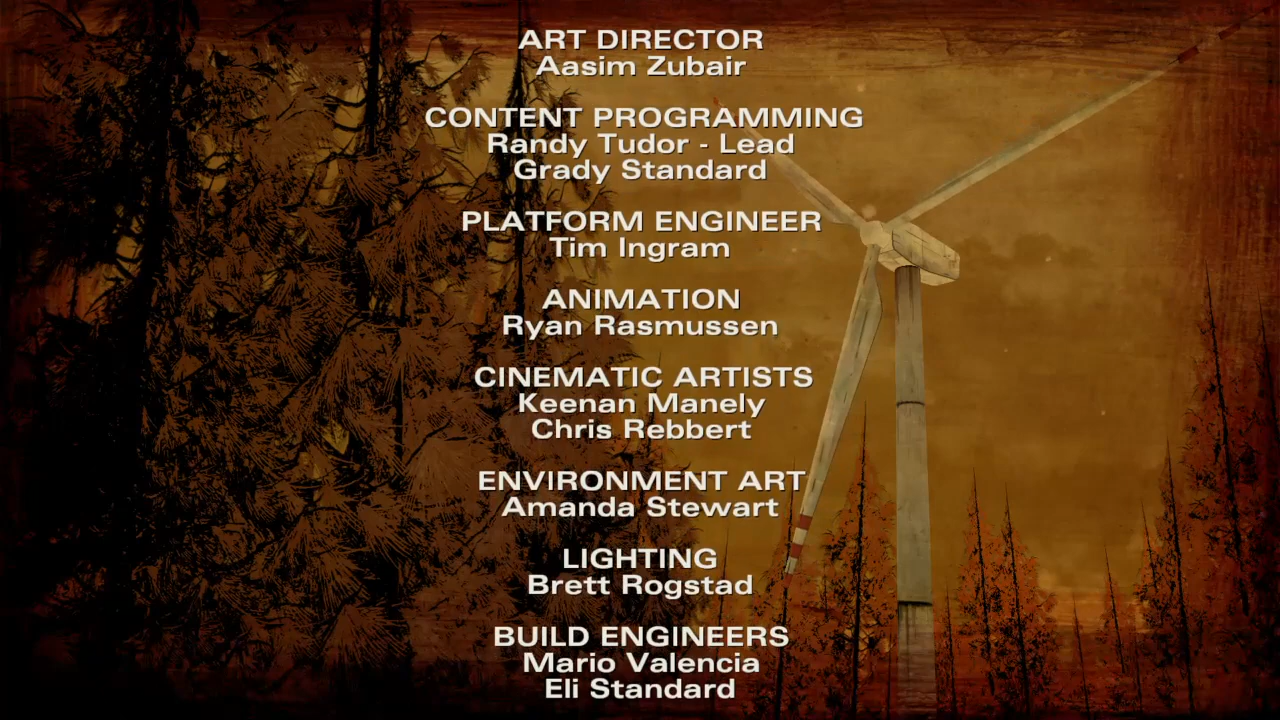 ART DIRECTOR
Aasim Zubair
CONTENT PROGRAMMING
Randy Tudor - Lead
Grady Standard
PLATFORM ENGINEER
Tim Ingram
ANIMATION
Ryan Rasmussen
CINEMATIC ARTISTS
Keenan Manely
Chris Rebbert
ENVIRONMENT ART
Amanda Stewart
LIGHTING
Brett Rogstad
BUILD ENGINEERS
Mario Valencia
Eli Standard